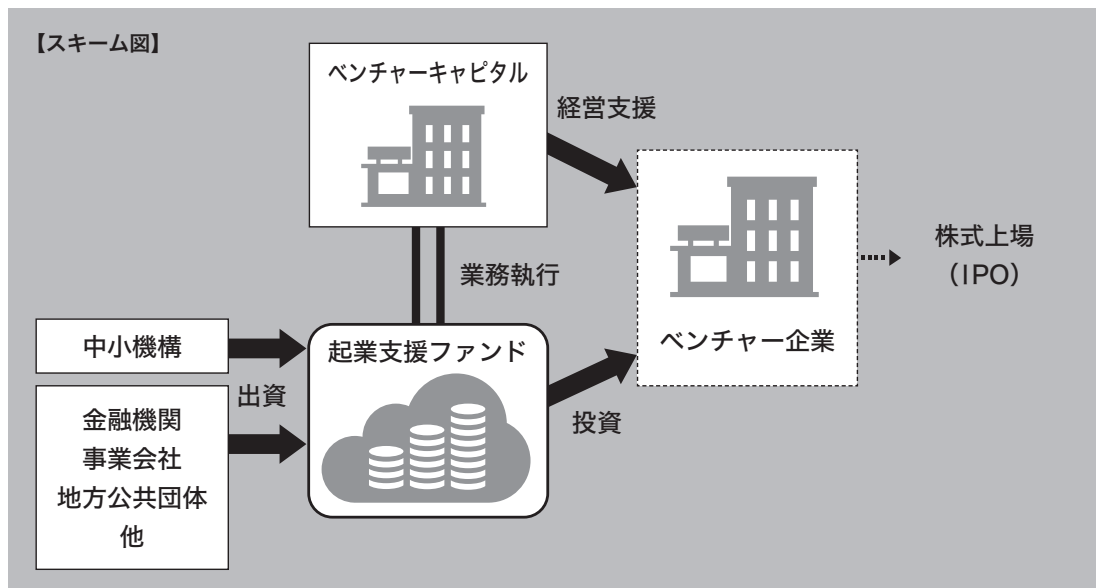 【スキーム図】
ベンチャーキャピタル
経営支援
業務執行
中小機構
出資
金融機関
事業会社
地方公共団体
他
起業支援ファンド
投資
ベンチャー企業
株式上場
（IPO）